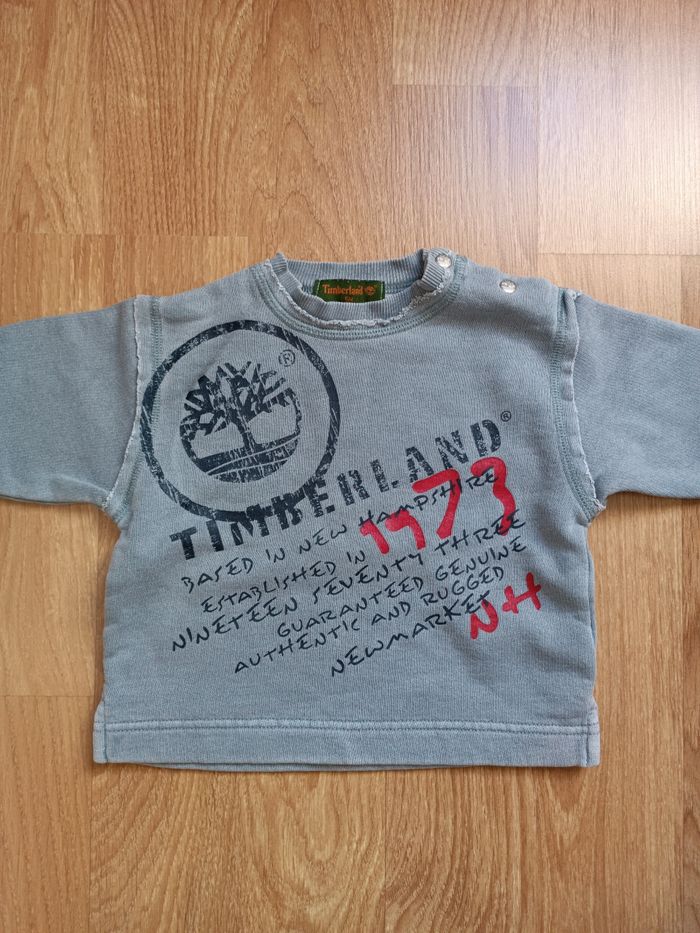 Timberland
®
TIMBERLAND®
BASED IN NEW HAMPSHIRE
ESTABLISHED IN 1973
NINETEEN SEVENTY THREE
GUARANTEED GENUINE
AUTHENTIC AND RUGGED
NEWMARKET NH